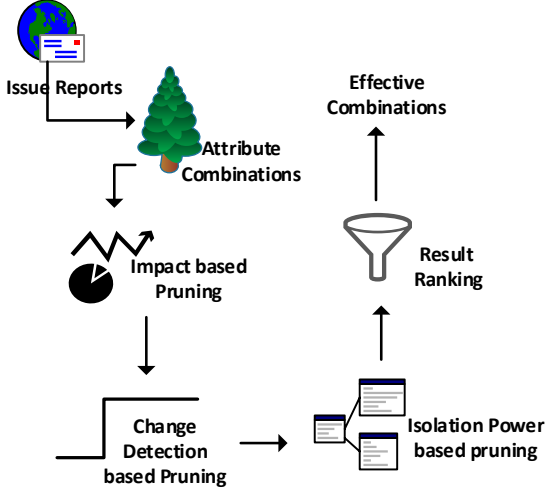 Issue Reports
Attribute
Combinations
Impact based
Pruning
Change
Detection
based Pruning
Isolation Power
based pruning
Result
Ranking
Effective
Combinations